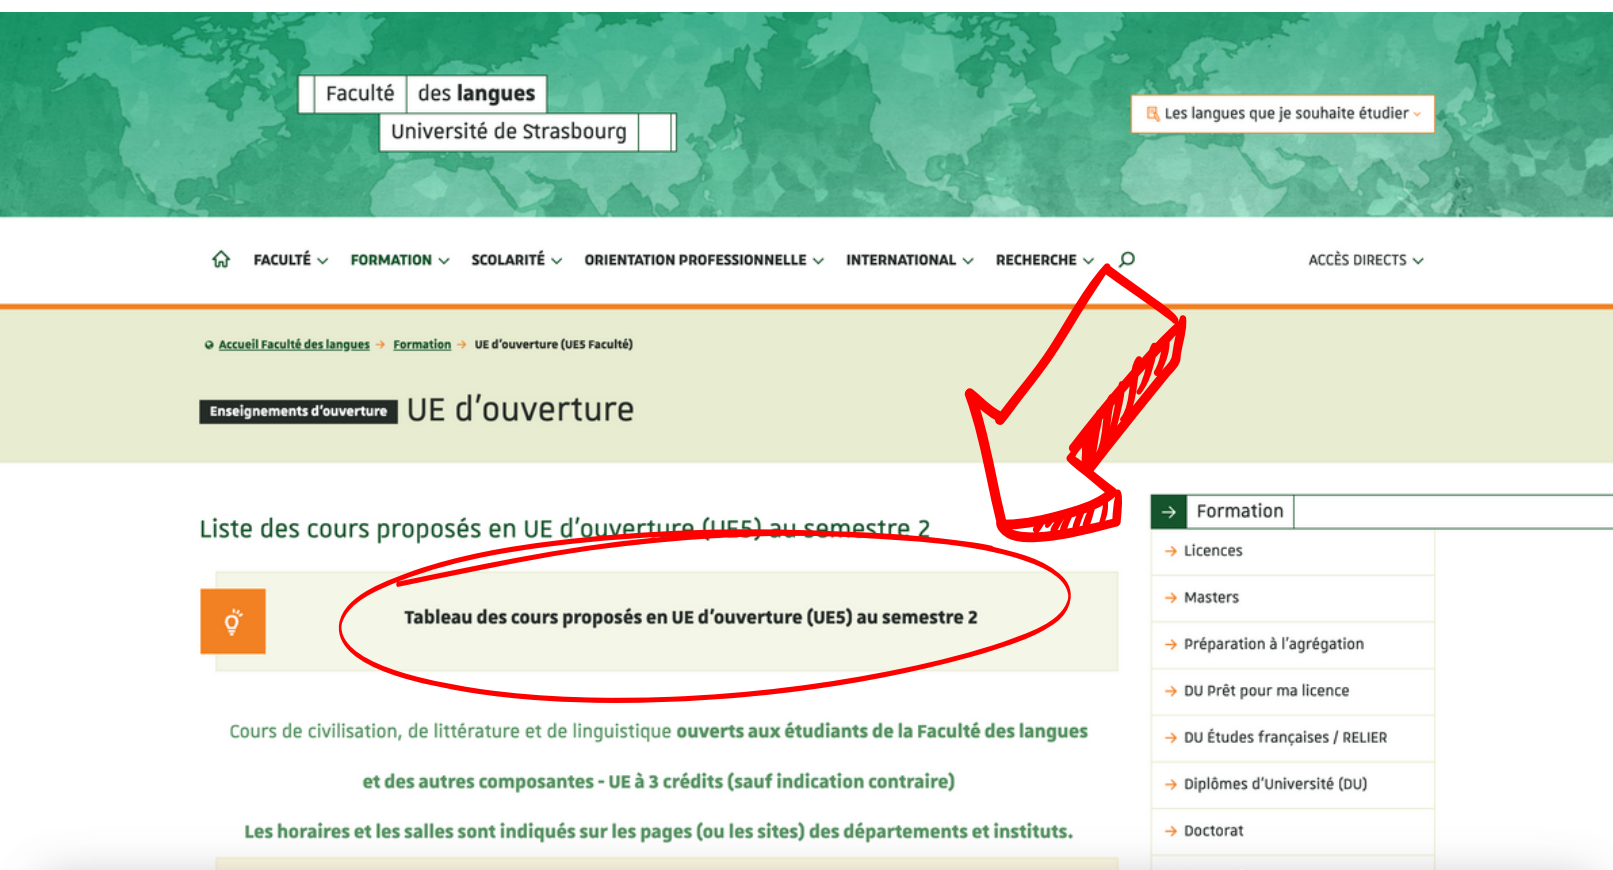 Faculté des langues
Université de Strasbourg
Les langues que je souhaite étudier
FACULTÉ FORMATION SCOLARITÉ ORIENTATION PROFESSIONNELLE INTERNATIONAL RECHERCHE ACCÈS DIRECTS
Accueil Faculté des langues → Formation → UE d'ouverture (UE5 Faculté)
Enseignements d'ouverture UE d'ouverture
Liste des cours proposés en UE d'ouverture (UE5) au semestre 2
Tableau des cours proposés en UE d'ouverture (UE5) au semestre 2
Cours de civilisation, de littérature et de linguistique ouverts aux étudiants de la Faculté des langues
et des autres composantes - UE à 3 crédits (sauf indication contraire)
Les horaires et les salles sont indiqués sur les pages (ou les sites) des départements et instituts.
→ Formation
→ Licences
→ Masters
→ Préparation à l'agrégation
→ DU Prêt pour ma licence
→ DU Études françaises / RELIER
→ Diplômes d'Université (DU)
→ Doctorat